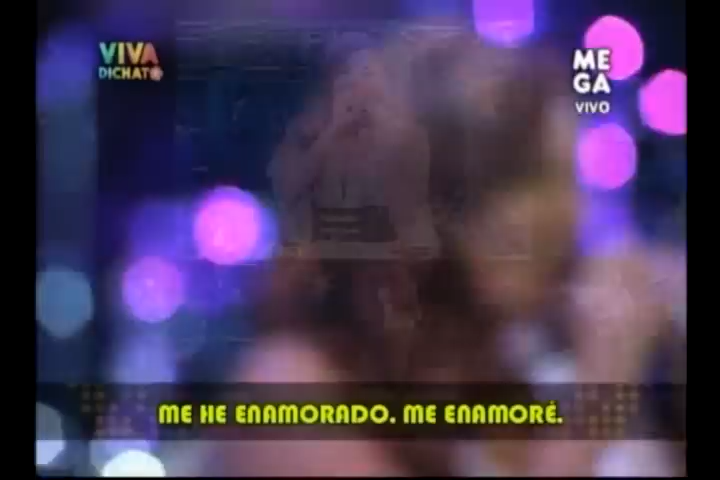 VIVA
DICHATO
ME
GA
VIVO
ME HE ENAMORADO. ME ENAMORÉ.